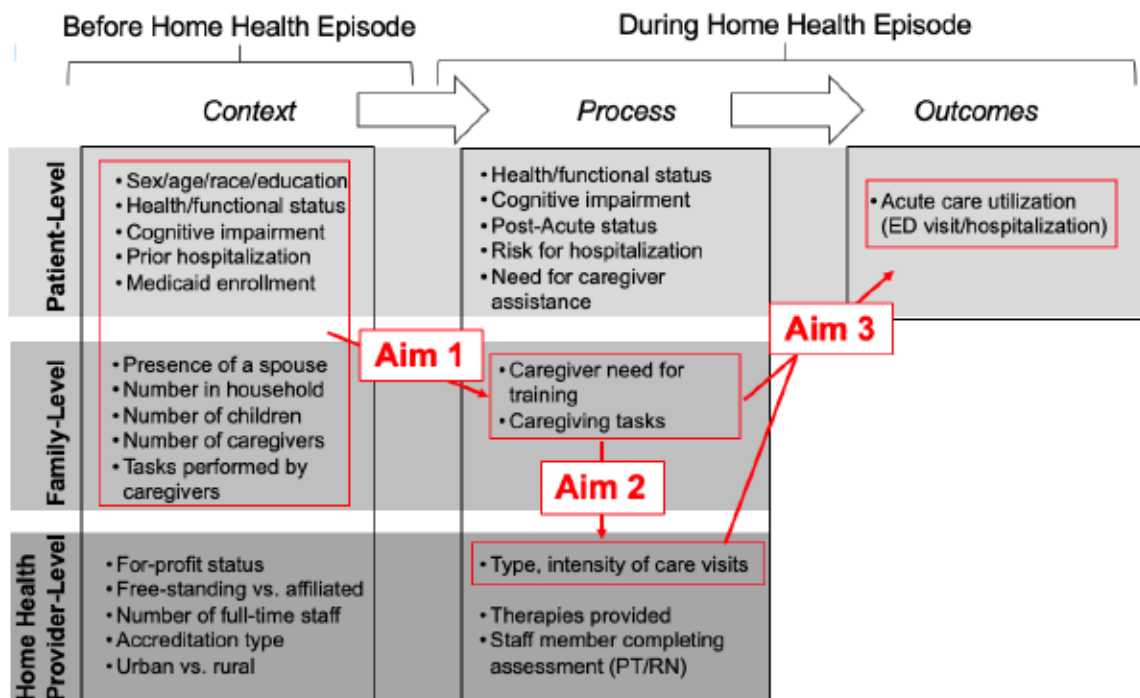 Before Home Health Episode
During Home Health Episode
Context
Process
Outcomes
Patient-Level
• Sex/age/race/education
• Health/functional status
• Cognitive impairment
• Prior hospitalization
• Medicaid enrollment
• Health/functional status
• Cognitive impairment
• Post-Acute status
• Risk for hospitalization
• Need for caregiver
assistance
• Acute care utilization
(ED visit/hospitalization)
Aim 1
Aim 3
Family-Level
• Presence of a spouse
• Number in household
• Number of children
• Number of caregivers
• Tasks performed by
caregivers
• Caregiver need for
training
• Caregiving tasks
Aim 2
Home Health
Provider-Level
• For-profit status
• Free-standing vs. affiliated
• Number of full-time staff
• Accreditation type
• Urban vs. rural
• Type, intensity of care visits
• Therapies provided
• Staff member completing
assessment (PT/RN)